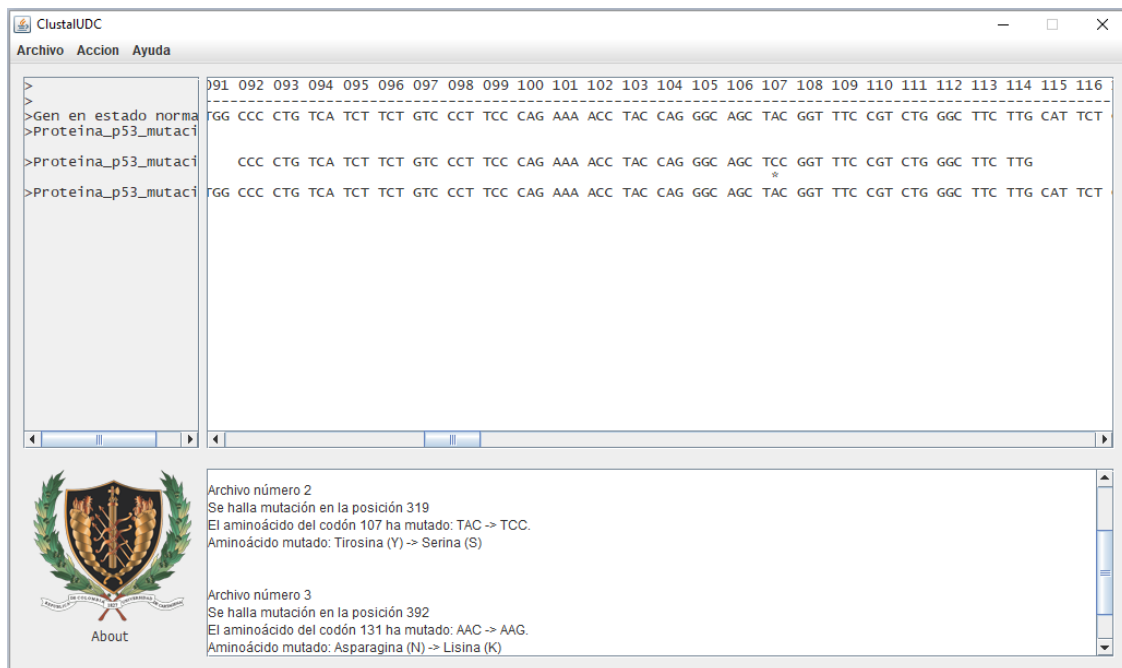 ClustalUDC
Archivo Accion Ayuda
>
091 092 093 094 095 096 097 098 099 100 101 102 103 104 105 106 107 108 109 110 111 112 113 114 115 116
>
>Gen en estado norma
TGG CCC CTG TCA TCT TCT GTC CCT TCC CAG AAA ACC TAC CAG GGC AGC TAC GGT TTC CGT CTG GGC TTC TTG CAT TCT
>Proteina_p53_mutaci
>Proteina_p53_mutaci
CCC CTG TCA TCT TCT GTC CCT TCC CAG AAA ACC TAC CAG GGC AGC TCC GGT TTC CGT CTG GGC TTC TTG
*
>Proteina_p53_mutaci
TGG CCC CTG TCA TCT TCT GTC CCT TCC CAG AAA ACC TAC CAG GGC AGC TAC GGT TTC CGT CTG GGC TTC TTG CAT TCT
Archivo número 2
Se halla mutación en la posición 319
El aminoácido del codón 107 ha mutado: TAC -> TCC.
Aminoácido mutado: Tirosina (Y) -> Serina (S)
Archivo número 3
Se halla mutación en la posición 392
El aminoácido del codón 131 ha mutado: AAC -> AAG.
Aminoácido mutado: Asparagina (N) -> Lisina (K)
REPUBLICA DE COLOMBIA 1827 UNIVERSIDAD DE CARTAGENA
About